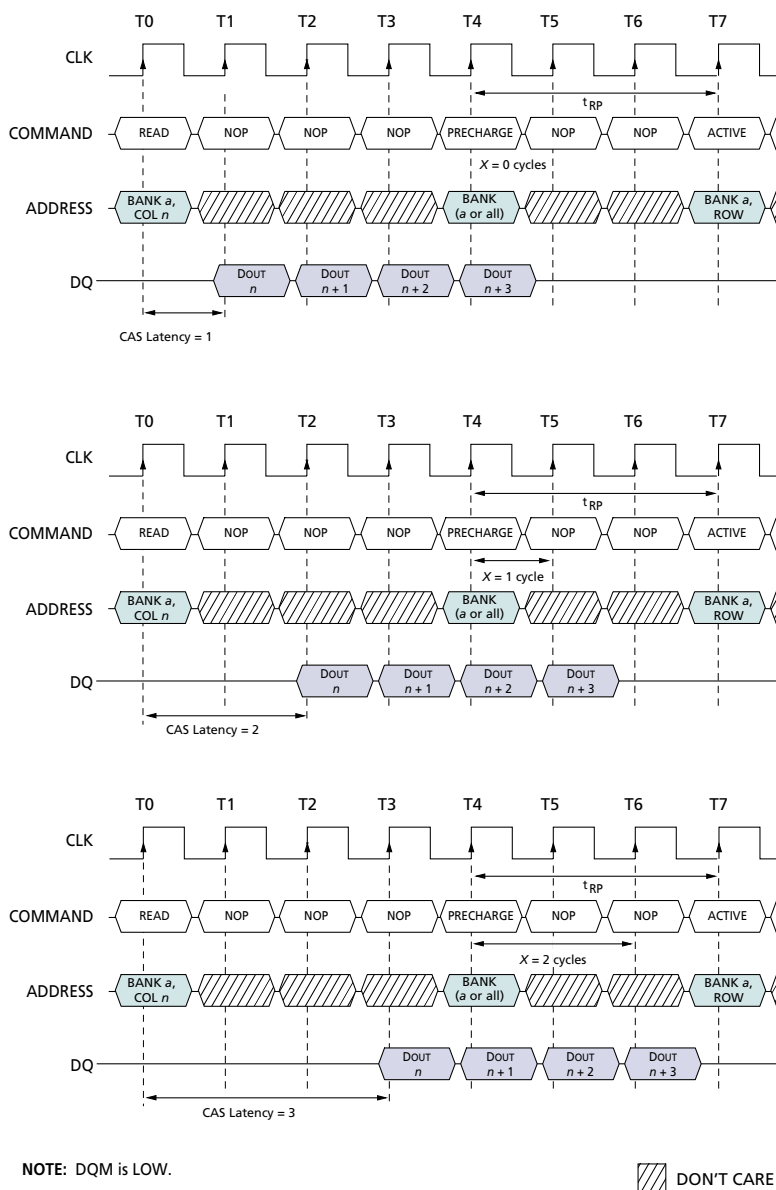 T0 T1 T2 T3 T4 T5 T6 T7
CLK
tRP
COMMAND READ NOP NOP NOP PRECHARGE NOP NOP ACTIVE
X = 0 cycles
ADDRESS BANK a, COL n BANK (a or all) BANK a, ROW
DQ DOUT n DOUT n + 1 DOUT n + 2 DOUT n + 3
CAS Latency = 1
T0 T1 T2 T3 T4 T5 T6 T7
CLK
tRP
COMMAND READ NOP NOP NOP PRECHARGE NOP NOP ACTIVE
X = 1 cycle
ADDRESS BANK a, COL n BANK (a or all) BANK a, ROW
DQ DOUT n DOUT n + 1 DOUT n + 2 DOUT n + 3
CAS Latency = 2
T0 T1 T2 T3 T4 T5 T6 T7
CLK
tRP
COMMAND READ NOP NOP NOP PRECHARGE NOP NOP ACTIVE
X = 2 cycles
ADDRESS BANK a, COL n BANK (a or all) BANK a, ROW
DQ DOUT n DOUT n + 1 DOUT n + 2 DOUT n + 3
CAS Latency = 3
NOTE: DQM is LOW.
DON'T CARE